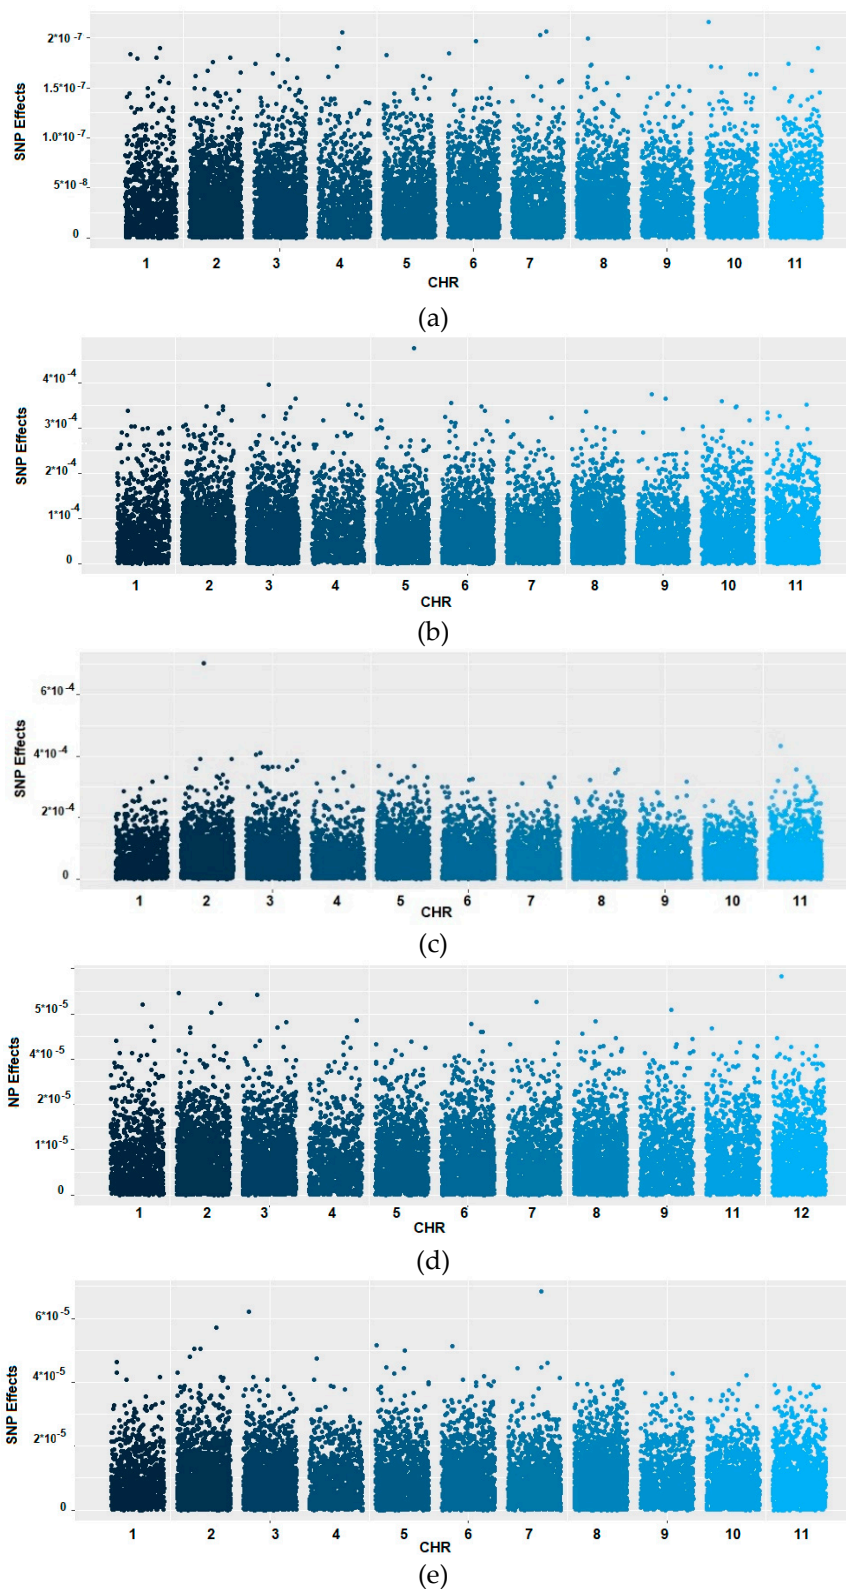 2*10 -7
1.5*10-7
1.0*10-7
5*10 -8
0
SNP Effects
1 2 3 4 5 6 7 8 9 10 11
CHR
(a)
4*10-4
3*10-4
2*10-4
1*10-4
0
SNP Effects
1 2 3 4 5 6 7 8 9 10 11
CHR
(b)
6*10 -4
4*10-4
2*10-4
0
SNP Effects
1 2 3 4 5 6 7 8 9 10 11
CHR
(c)
5*10 -5
4*10 -5
2*10 -5
1*10-5
0
NP Effects
1 2 3 4 5 6 7 8 9 11 12
CHR
(d)
6*10 -5
4*10 -5
2*10 -5
0
SNP Effects
1 2 3 4 5 6 7 8 9 10 11
CHR
(e)